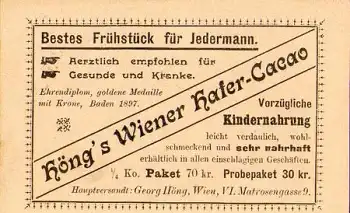 Bestes Frühstück für Jedermann.
Aerztlich empfohlen für
Gesunde und Kranke.
Ehrendiplom, goldene Medaille
mit Krone, Baden 1897.
Höng's Wiener Hafer-Cacao
Vorzügliche
Kindernahrung
leicht verdaulich, wohl-
schmeckend und sehr nahrhaft
erhältlich in allen einschlägigen Geschäften.
¼ Ko. Paket 70 kr. Probepaket 30 kr.
Hauptversandt: Georg Höng, Wien, VI. Matrosengasse 9.